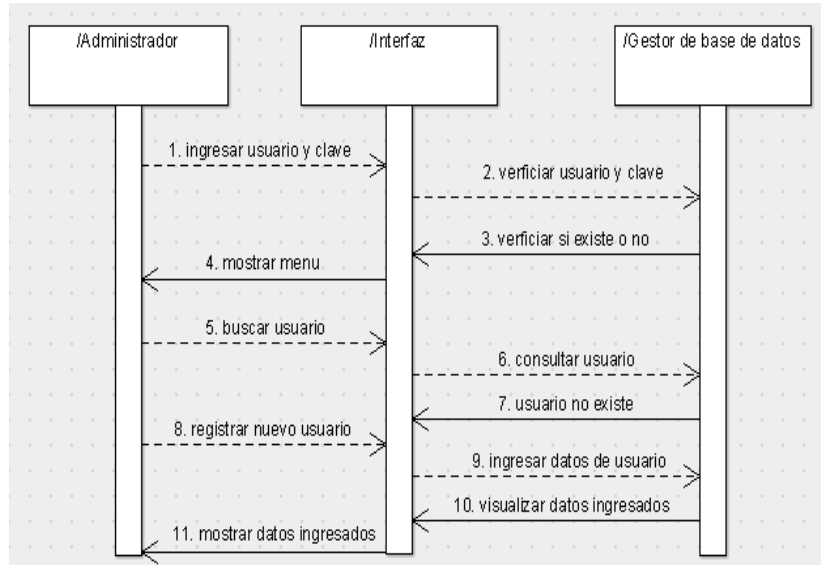 /Administrador
/Interfaz
/Gestor de base de datos
1. ingresar usuario y clave
2. verficiar usuario y clave
3. verficiar si existe o no
4. mostrar menu
5. buscar usuario
6. consultar usuario
7. usuario no existe
8. registrar nuevo usuario
9. ingresar datos de usuario
10. visualizar datos ingresados
11. mostrar datos ingresados